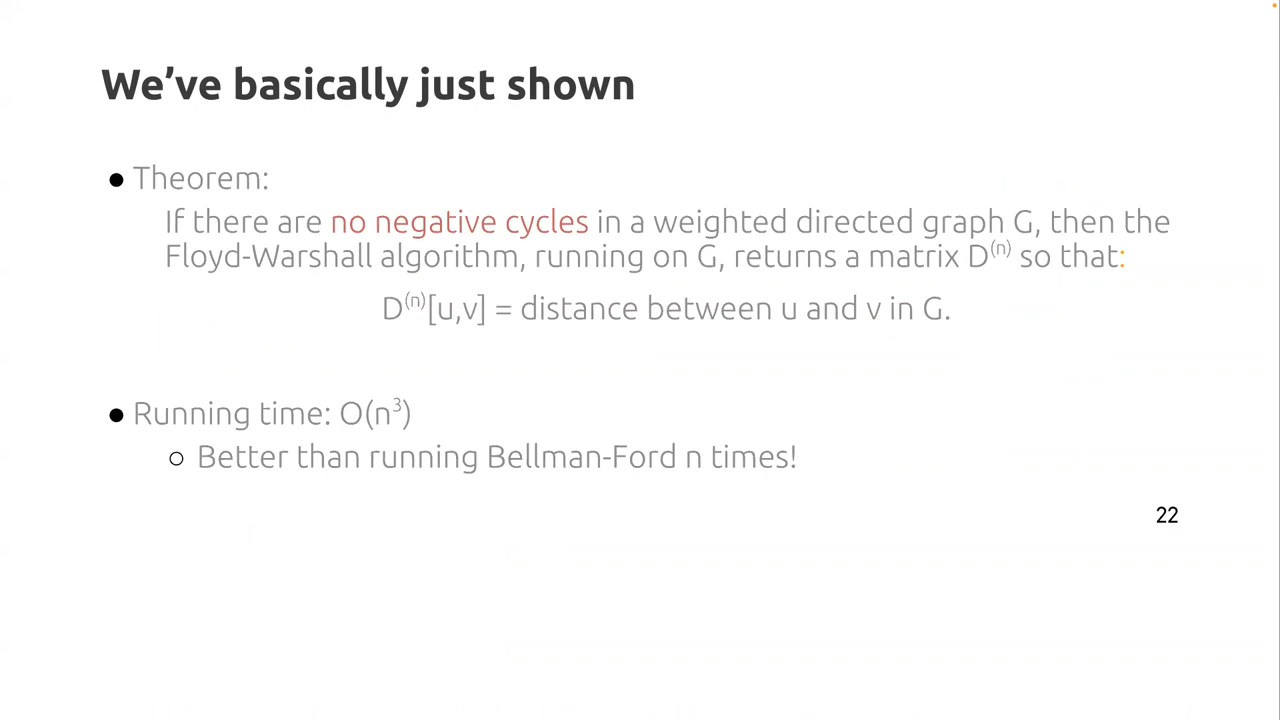 We’ve basically just shown
● Theorem:
If there are no negative cycles in a weighted directed graph G, then the
Floyd-Warshall algorithm, running on G, returns a matrix D⁽ⁿ⁾ so that:
D⁽ⁿ⁾[u,v] = distance between u and v in G.
● Running time: O(n³)
○ Better than running Bellman-Ford n times!
22